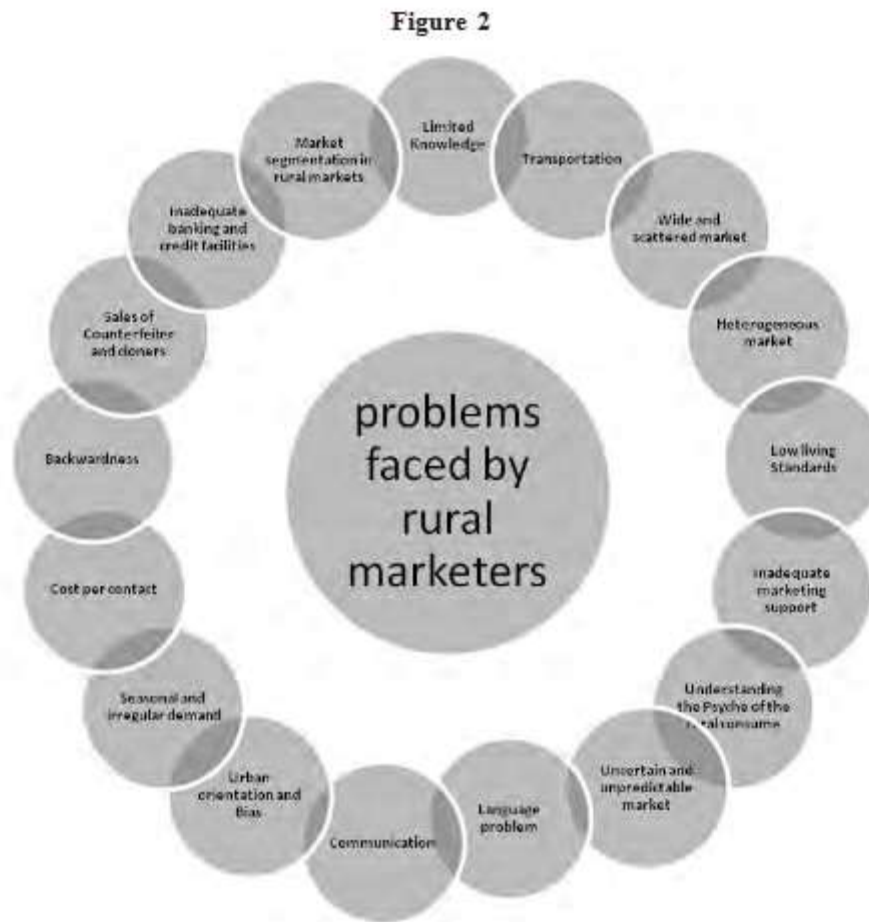 Figure 2
Limited
Knowledge
Transportation
Wide and
scattered market
Heterogeneous
market
Low living
Standards
Inadequate
marketing
support
Understanding
the Psyche of the
rural consume
Uncertain and
unpredictable
market
Language
problem
Communication
Urban
orientation and
Bias
Seasonal and
irregular demand
Cost per contact
Backwardness
Sales of
Counterfeiter
and cloners
Inadequate
banking and
credit facilities
Market
segmentation in
rural markets
problems
faced by
rural
marketers